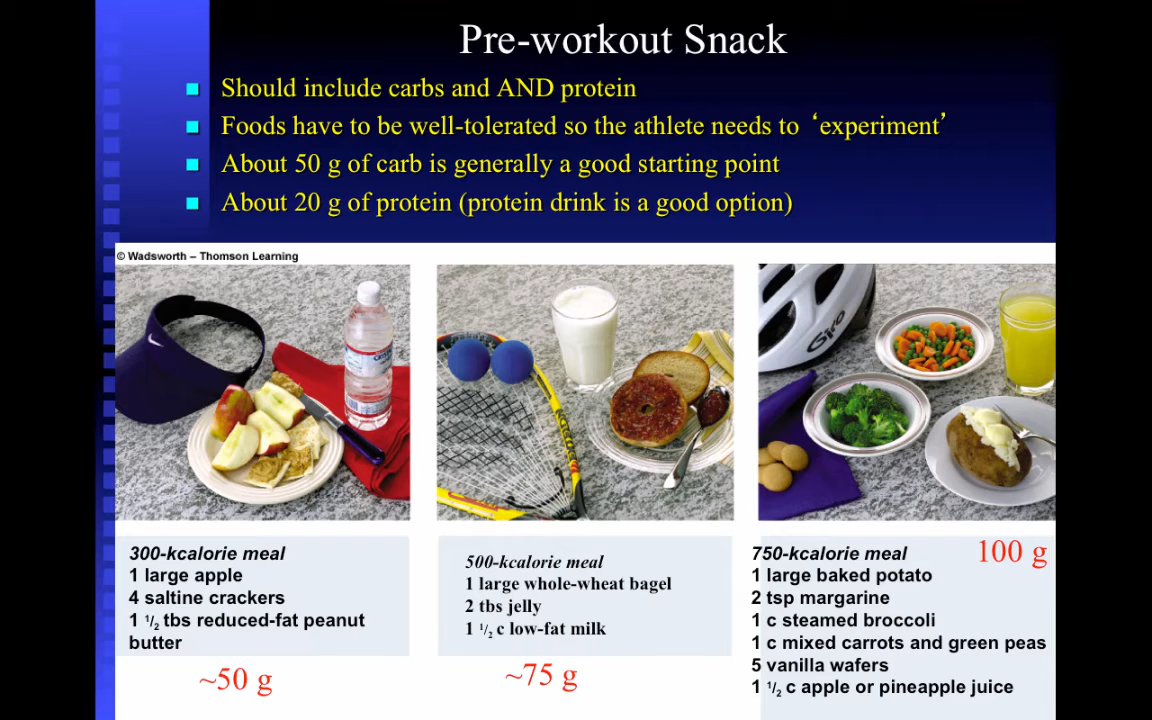 Pre-workout Snack
Should include carbs and AND protein
Foods have to be well-tolerated so the athlete needs to ‘experiment’
About 50 g of carb is generally a good starting point
About 20 g of protein (protein drink is a good option)
© Wadsworth – Thomson Learning
GIRO
300-kcalorie meal
1 large apple
4 saltine crackers
1 1/2 tbs reduced-fat peanut
butter
~50 g
500-kcalorie meal
1 large whole-wheat bagel
2 tbs jelly
1 1/2 c low-fat milk
~75 g
750-kcalorie meal
100 g
1 large baked potato
2 tsp margarine
1 c steamed broccoli
1 c mixed carrots and green peas
5 vanilla wafers
1 1/2 c apple or pineapple juice